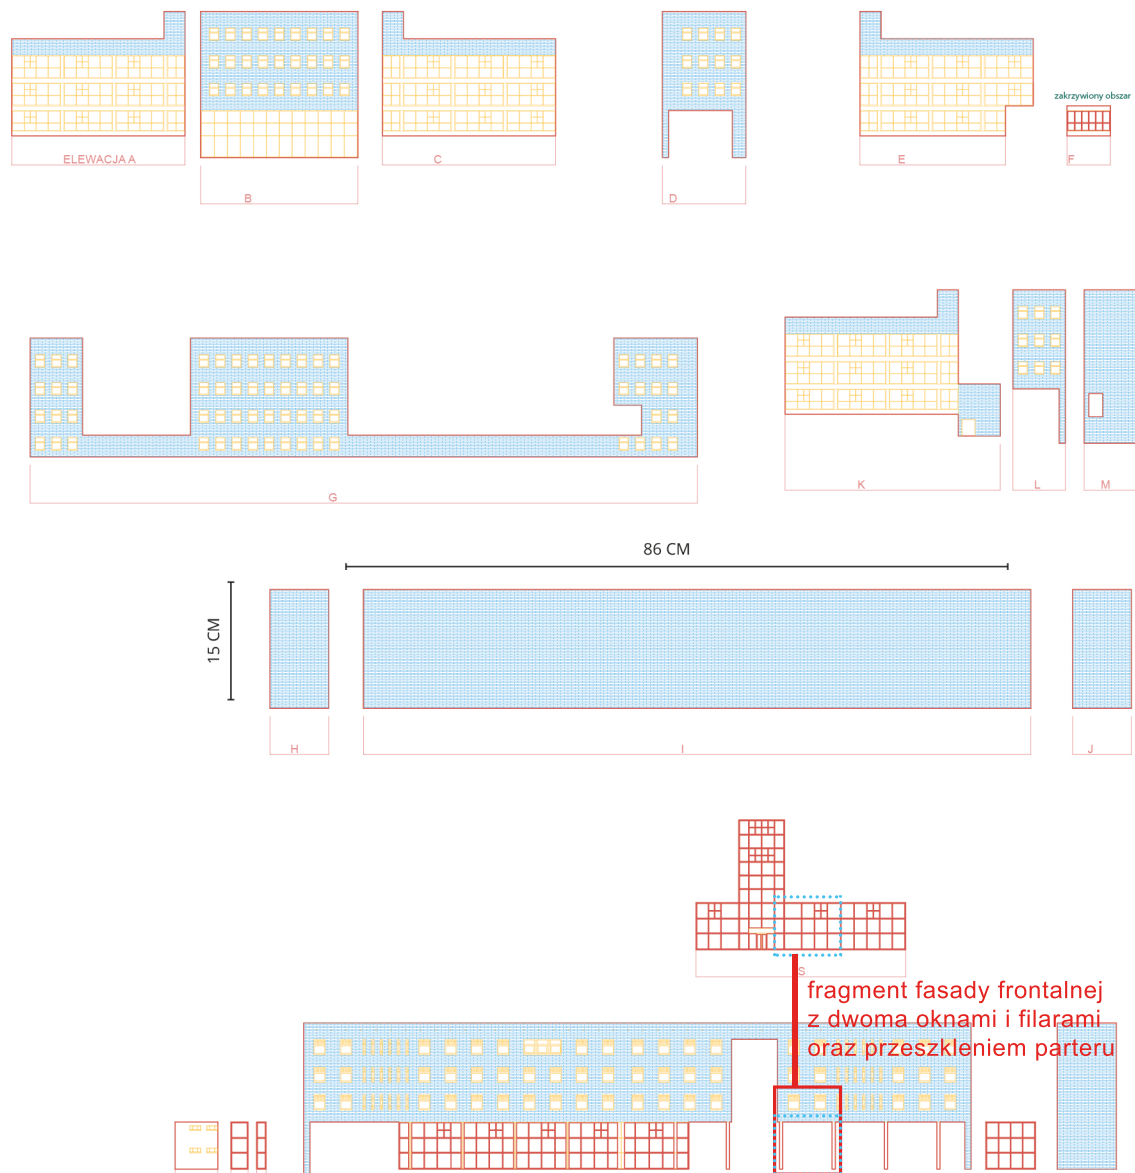 zakrzywiony obszar
ELEWACJA A
C
E
F
B
D
K
L
M
G
86 CM
15 CM
H
I
J
S
fragment fasady frontalnej
z dwoma oknami i filarami
oraz przeszkleniem parteru